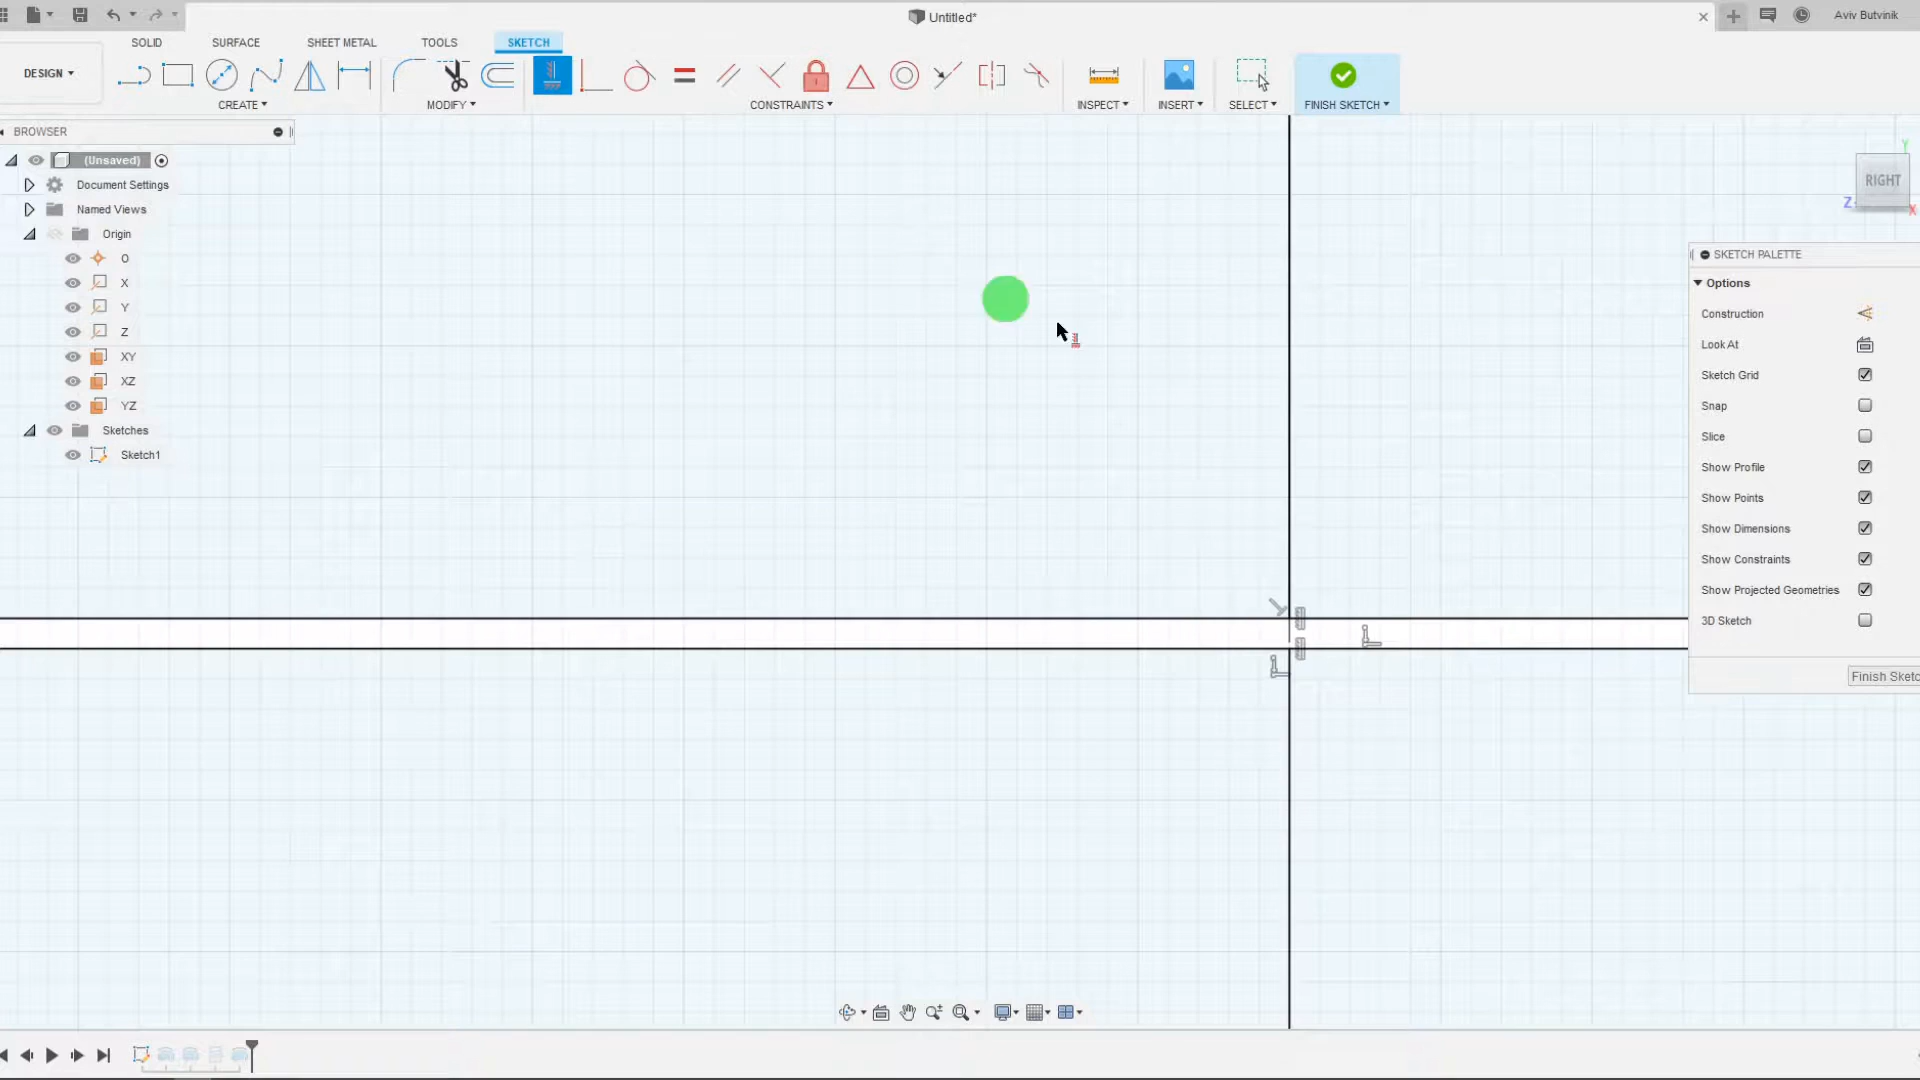 Untitled*
Aviv Butvinik
SOLID
SURFACE
SHEET METAL
TOOLS
SKETCH
DESIGN
CREATE
MODIFY
CONSTRAINTS
INSPECT
INSERT
SELECT
FINISH SKETCH
BROWSER
(Unsaved)
Document Settings
Named Views
Origin
O
X
Y
Z
XY
XZ
YZ
Sketches
Sketch1
Y
RIGHT
Z
X
SKETCH PALETTE
Options
Construction
Look At
Sketch Grid
Snap
Slice
Show Profile
Show Points
Show Dimensions
Show Constraints
Show Projected Geometries
3D Sketch
Finish Sketc